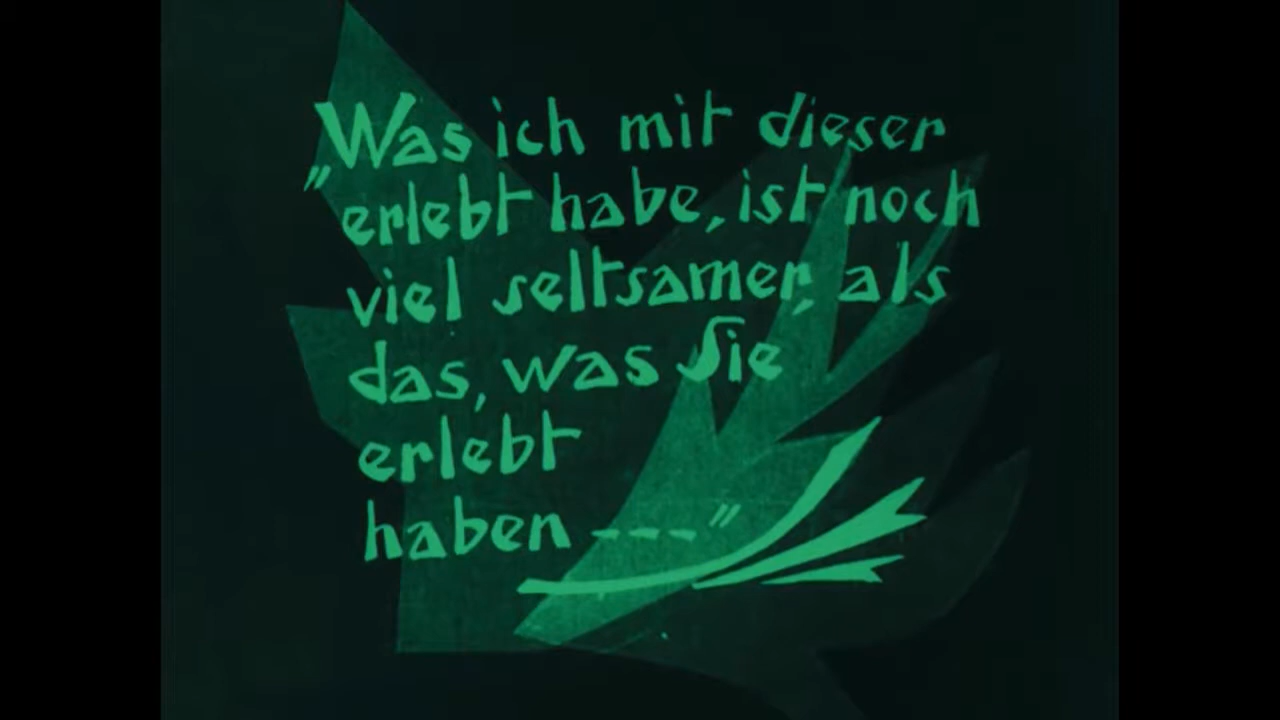 „Was ich mit dieser
erlebt habe, ist noch
viel seltsamer, als
das, was Sie
erlebt
haben ---"